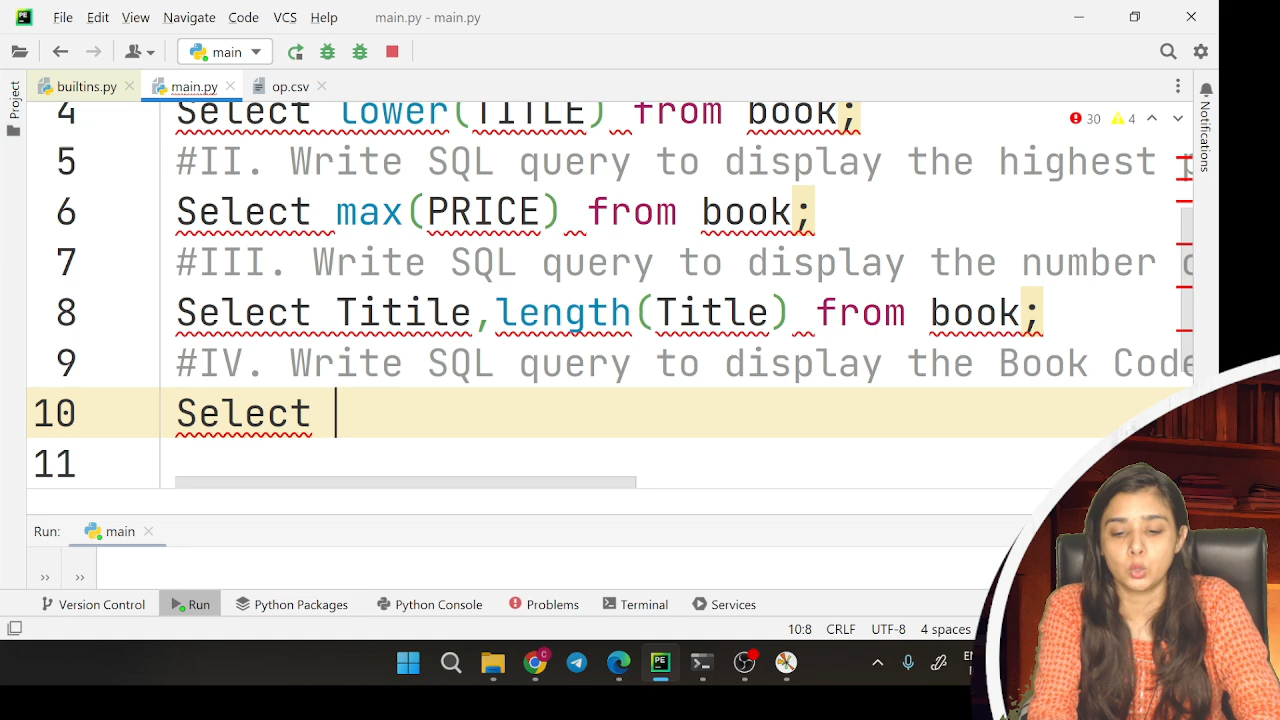 File Edit View Navigate Code VCS Help main.py - main.py
main
builtins.py main.py op.csv
Project
Notifications
30 4
4 Select lower(TITLE) from book;
5 #II. Write SQL query to display the highest
6 Select max(PRICE) from book;
7 #III. Write SQL query to display the number
8 Select Titile,length(Title) from book;
9 #IV. Write SQL query to display the Book Code
10 Select
11
Run: main
Version Control Run Python Packages Python Console Problems Terminal Services
10:8 CRLF UTF-8 4 spaces